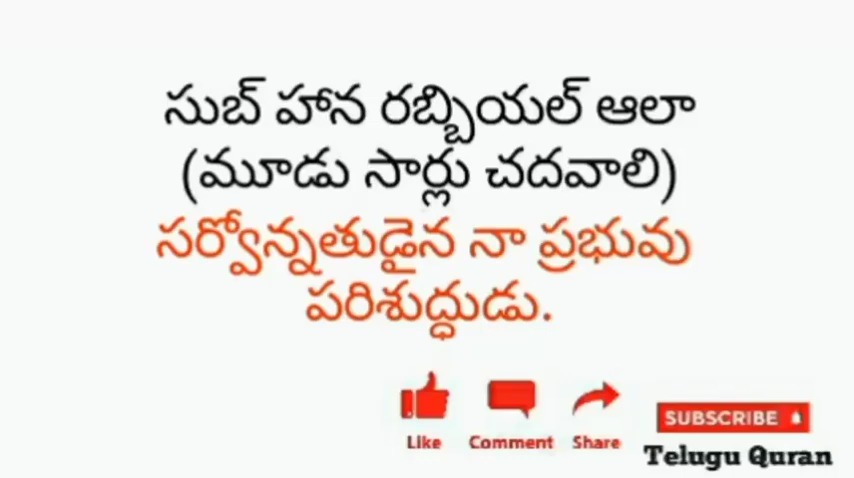 సుబ్ హాన రబ్బియల్ ఆలా
(మూడు సార్లు చదవాలి)
సర్వోన్నతుడైన నా ప్రభువు
పరిశుద్ధుడు.
Like Comment Share
SUBSCRIBE
Telugu Quran